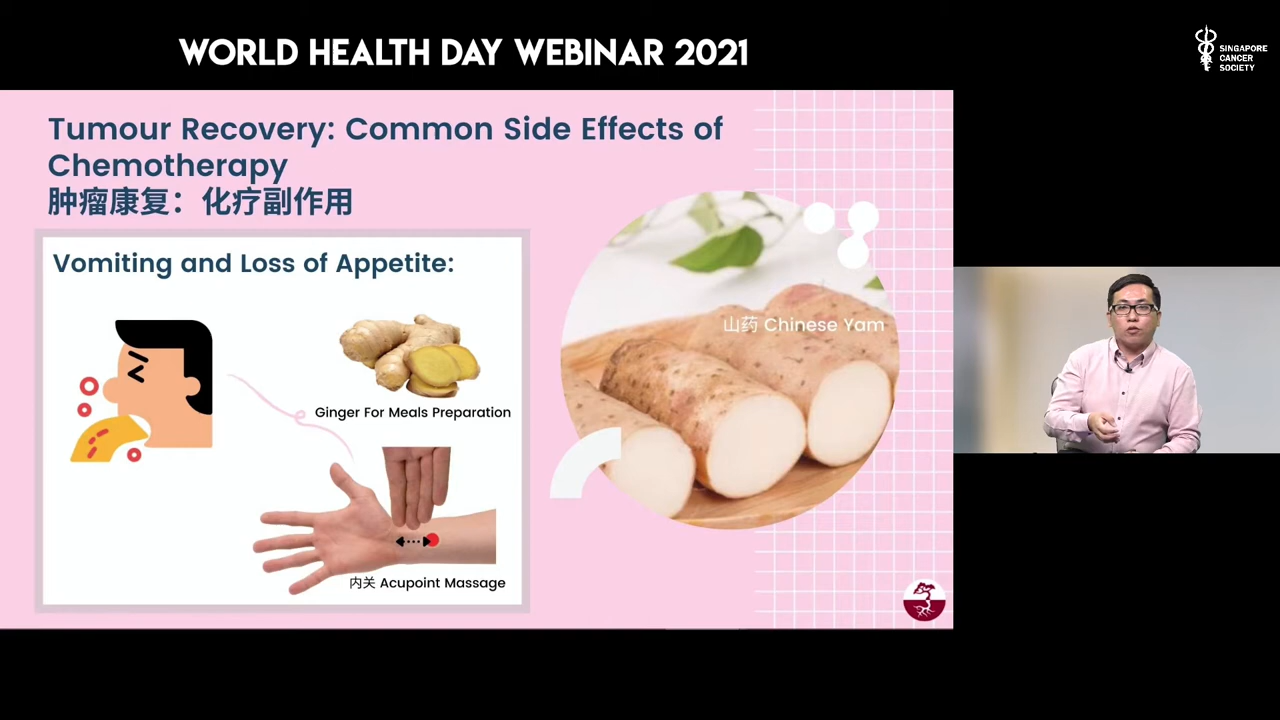 WORLD HEALTH DAY WEBINAR 2021
SINGAPORE
CANCER
SOCIETY
Tumour Recovery: Common Side Effects of
Chemotherapy
肿瘤康复：化疗副作用
Vomiting and Loss of Appetite:
山药 Chinese Yam
Ginger For Meals Preparation
内关 Acupoint Massage